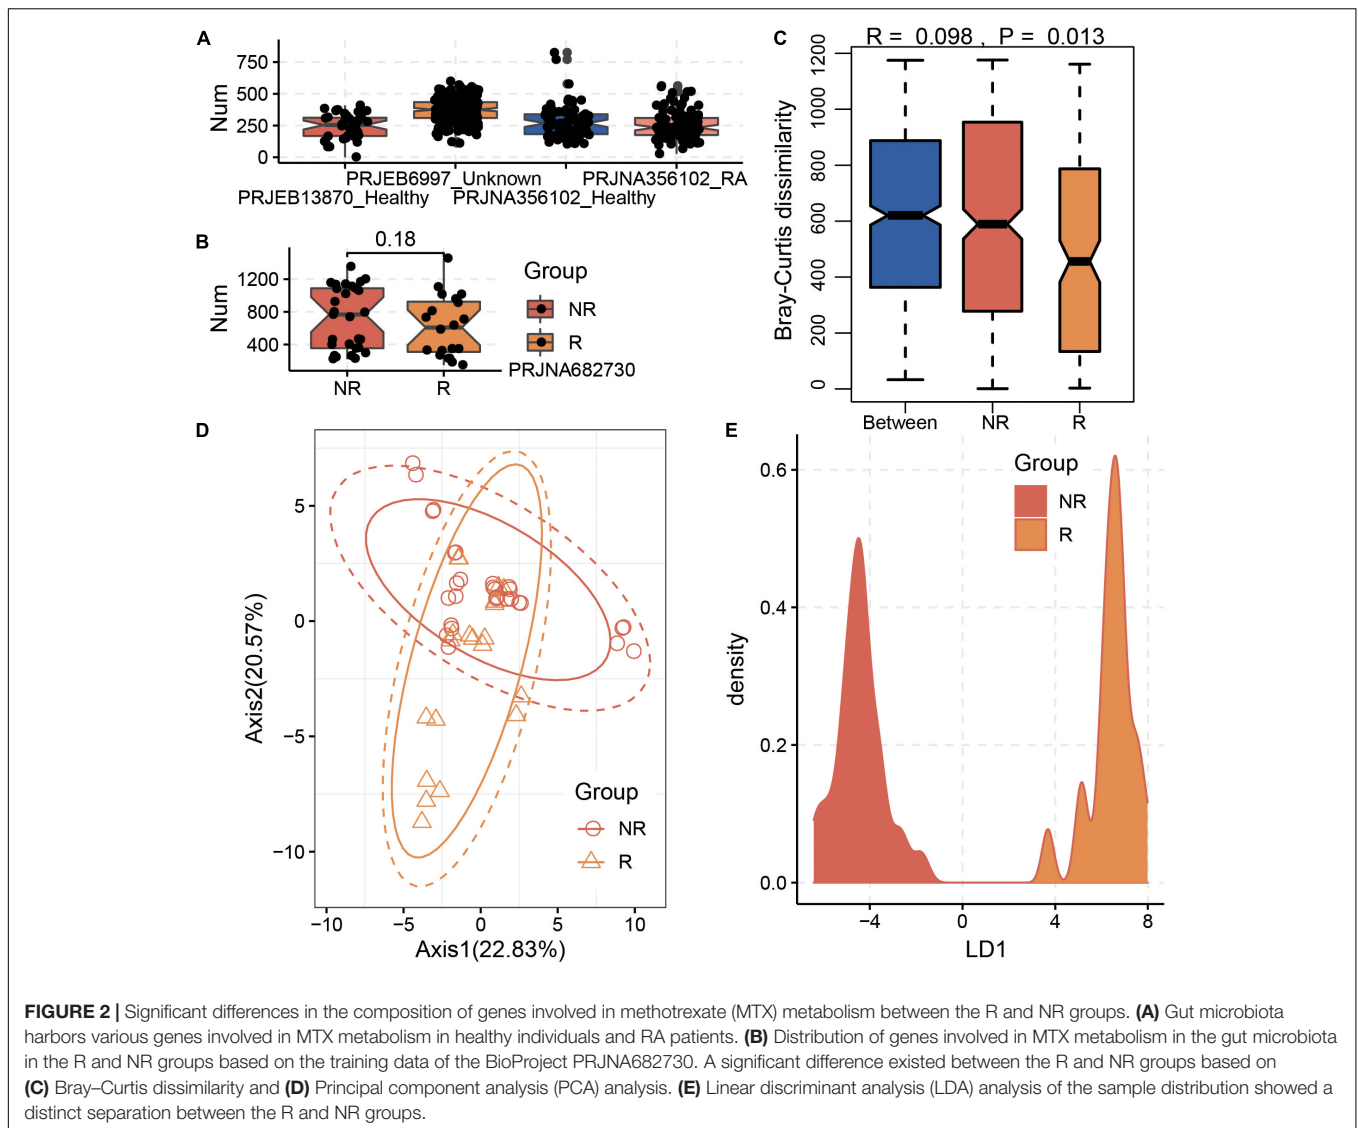 A
750
500
250
0
Num
PRJEB6997_Unknown
PRJNA356102_RA
PRJEB13870_Healthy
PRJNA356102_Healthy
B
0.18
1200
800
400
Num
NR
R
Group
NR
R
PRJNA682730
C
R = 0.098 , P = 0.013
1200
1000
800
600
400
200
0
Bray-Curtis dissimilarity
Between
NR
R
D
5
0
−5
−10
Axis2(20.57%)
−10
−5
0
5
10
Axis1(22.83%)
Group
NR
R
E
0.6
0.4
0.2
0.0
density
−4
0
4
8
LD1
Group
NR
R
FIGURE 2 | Significant differences in the composition of genes involved in methotrexate (MTX) metabolism between the R and NR groups. (A) Gut microbiota
harbors various genes involved in MTX metabolism in healthy individuals and RA patients. (B) Distribution of genes involved in MTX metabolism in the gut microbiota
in the R and NR groups based on the training data of the BioProject PRJNA682730. A significant difference existed between the R and NR groups based on
(C) Bray–Curtis dissimilarity and (D) Principal component analysis (PCA) analysis. (E) Linear discriminant analysis (LDA) analysis of the sample distribution showed a
distinct separation between the R and NR groups.